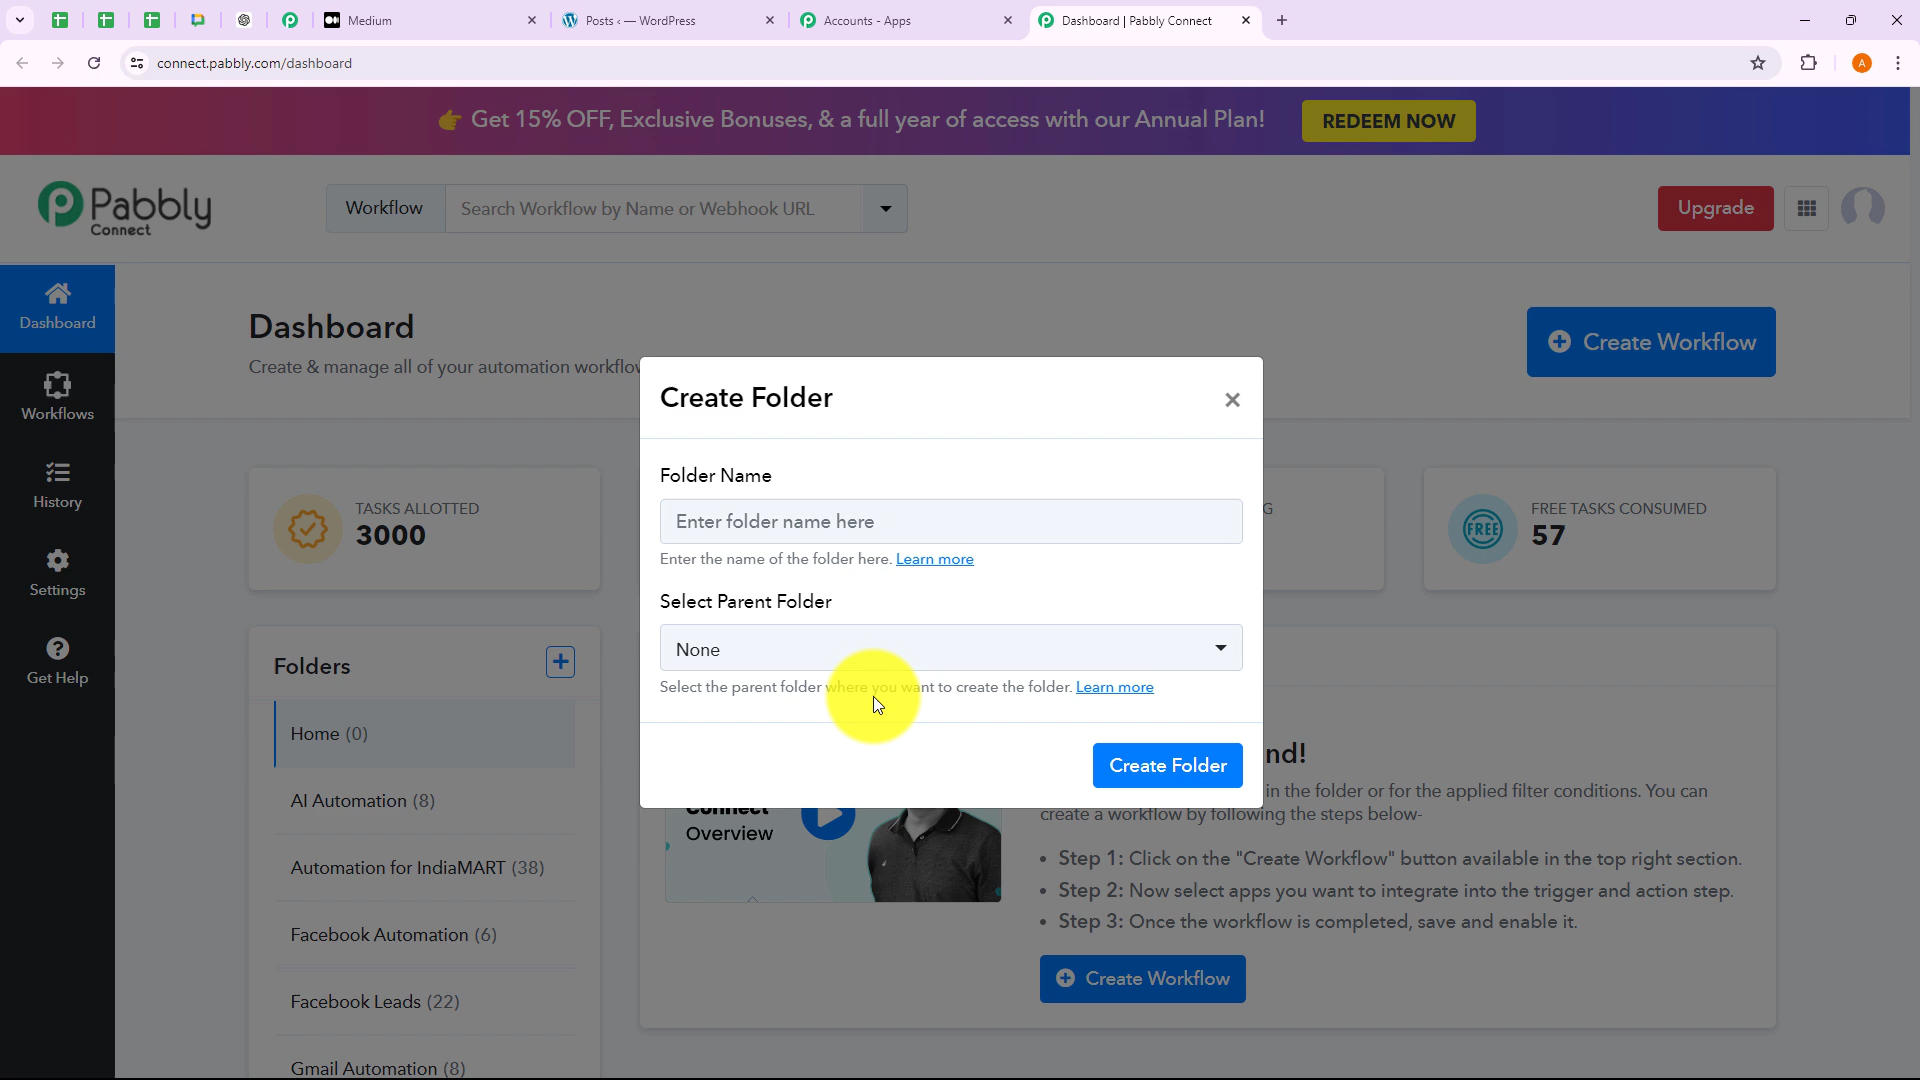 Medium
Posts ‹ — WordPress
Accounts - Apps
Dashboard | Pabbly Connect
connect.pabbly.com/dashboard
A
👉 Get 15% OFF, Exclusive Bonuses, & a full year of access with our Annual Plan!
REDEEM NOW
Pabbly
Connect
Workflow
Search Workflow by Name or Webhook URL
Upgrade
Dashboard
Workflows
History
Settings
Get Help
Dashboard
Create & manage all of your automation workflow
Create Workflow
TASKS ALLOTTED
3000
G
FREE
FREE TASKS CONSUMED
57
Folders
Home (0)
AI Automation (8)
Automation for IndiaMART (38)
Facebook Automation (6)
Facebook Leads (22)
Gmail Automation (8)
Create Folder
Folder Name
Enter folder name here
Enter the name of the folder here. Learn more
Select Parent Folder
None
Select the parent folder where you want to create the folder. Learn more
Create Folder
Connect
Overview
nd!
in the folder or for the applied filter conditions. You can
create a workflow by following the steps below-
• Step 1: Click on the "Create Workflow" button available in the top right section.
• Step 2: Now select apps you want to integrate into the trigger and action step.
• Step 3: Once the workflow is completed, save and enable it.
Create Workflow